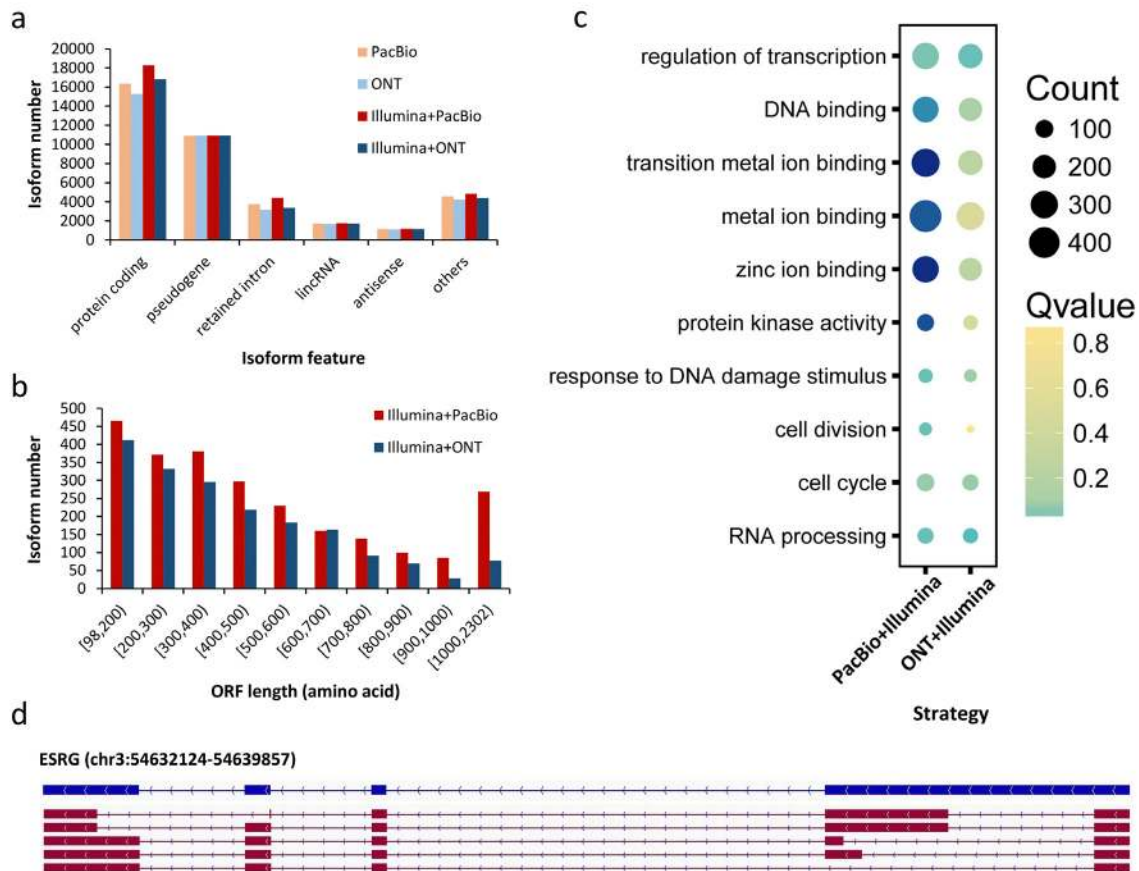 a
20000
18000
16000
14000
12000
10000
8000
6000
4000
2000
0
Isoform number
PacBio
ONT
Illumina+PacBio
Illumina+ONT
protein coding
pseudogene
retained intron
lincRNA
antisense
others
Isoform feature
b
500
450
400
350
300
250
200
150
100
50
0
Isoform number
Illumina+PacBio
Illumina+ONT
[98,200)
[200,300)
[300,400)
[400,500)
[500,600)
[600,700)
[700,800)
[800,900)
[900,1000)
[1000,2302)
ORF length (amino acid)
c
regulation of transcription
DNA binding
transition metal ion binding
metal ion binding
zinc ion binding
protein kinase activity
response to DNA damage stimulus
cell division
cell cycle
RNA processing
PacBio+Illumina
ONT+Illumina
Strategy
Count
100
200
300
400
Qvalue
0.8
0.6
0.4
0.2
d
ESRG (chr3:54632124-54639857)